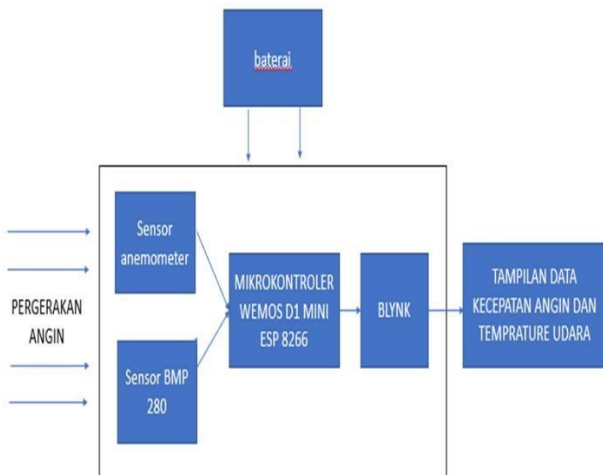 baterai
Sensor
anemometer
PERGERAKAN
ANGIN
Sensor BMP
280
MIKROKONTROLER
WEMOS D1 MINI
ESP 8266
BLYNK
TAMPILAN DATA
KECEPATAN ANGIN DAN
TEMPRATURE UDARA